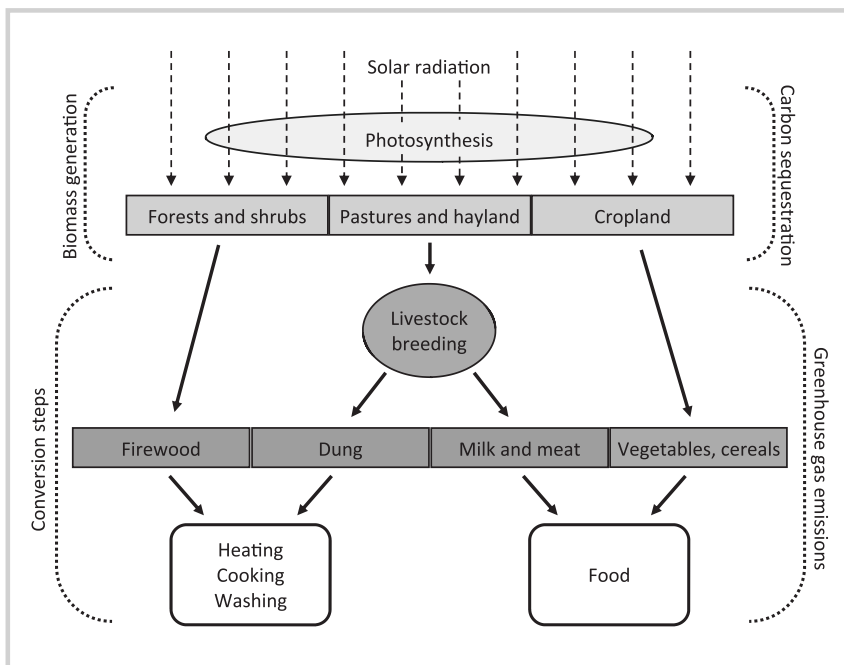 Solar radiation
Photosynthesis
Biomass generation
Carbon sequestration
Forests and shrubs
Pastures and hayland
Cropland
Livestock
breeding
Conversion steps
Greenhouse gas emissions
Firewood
Dung
Milk and meat
Vegetables, cereals
Heating
Cooking
Washing
Food